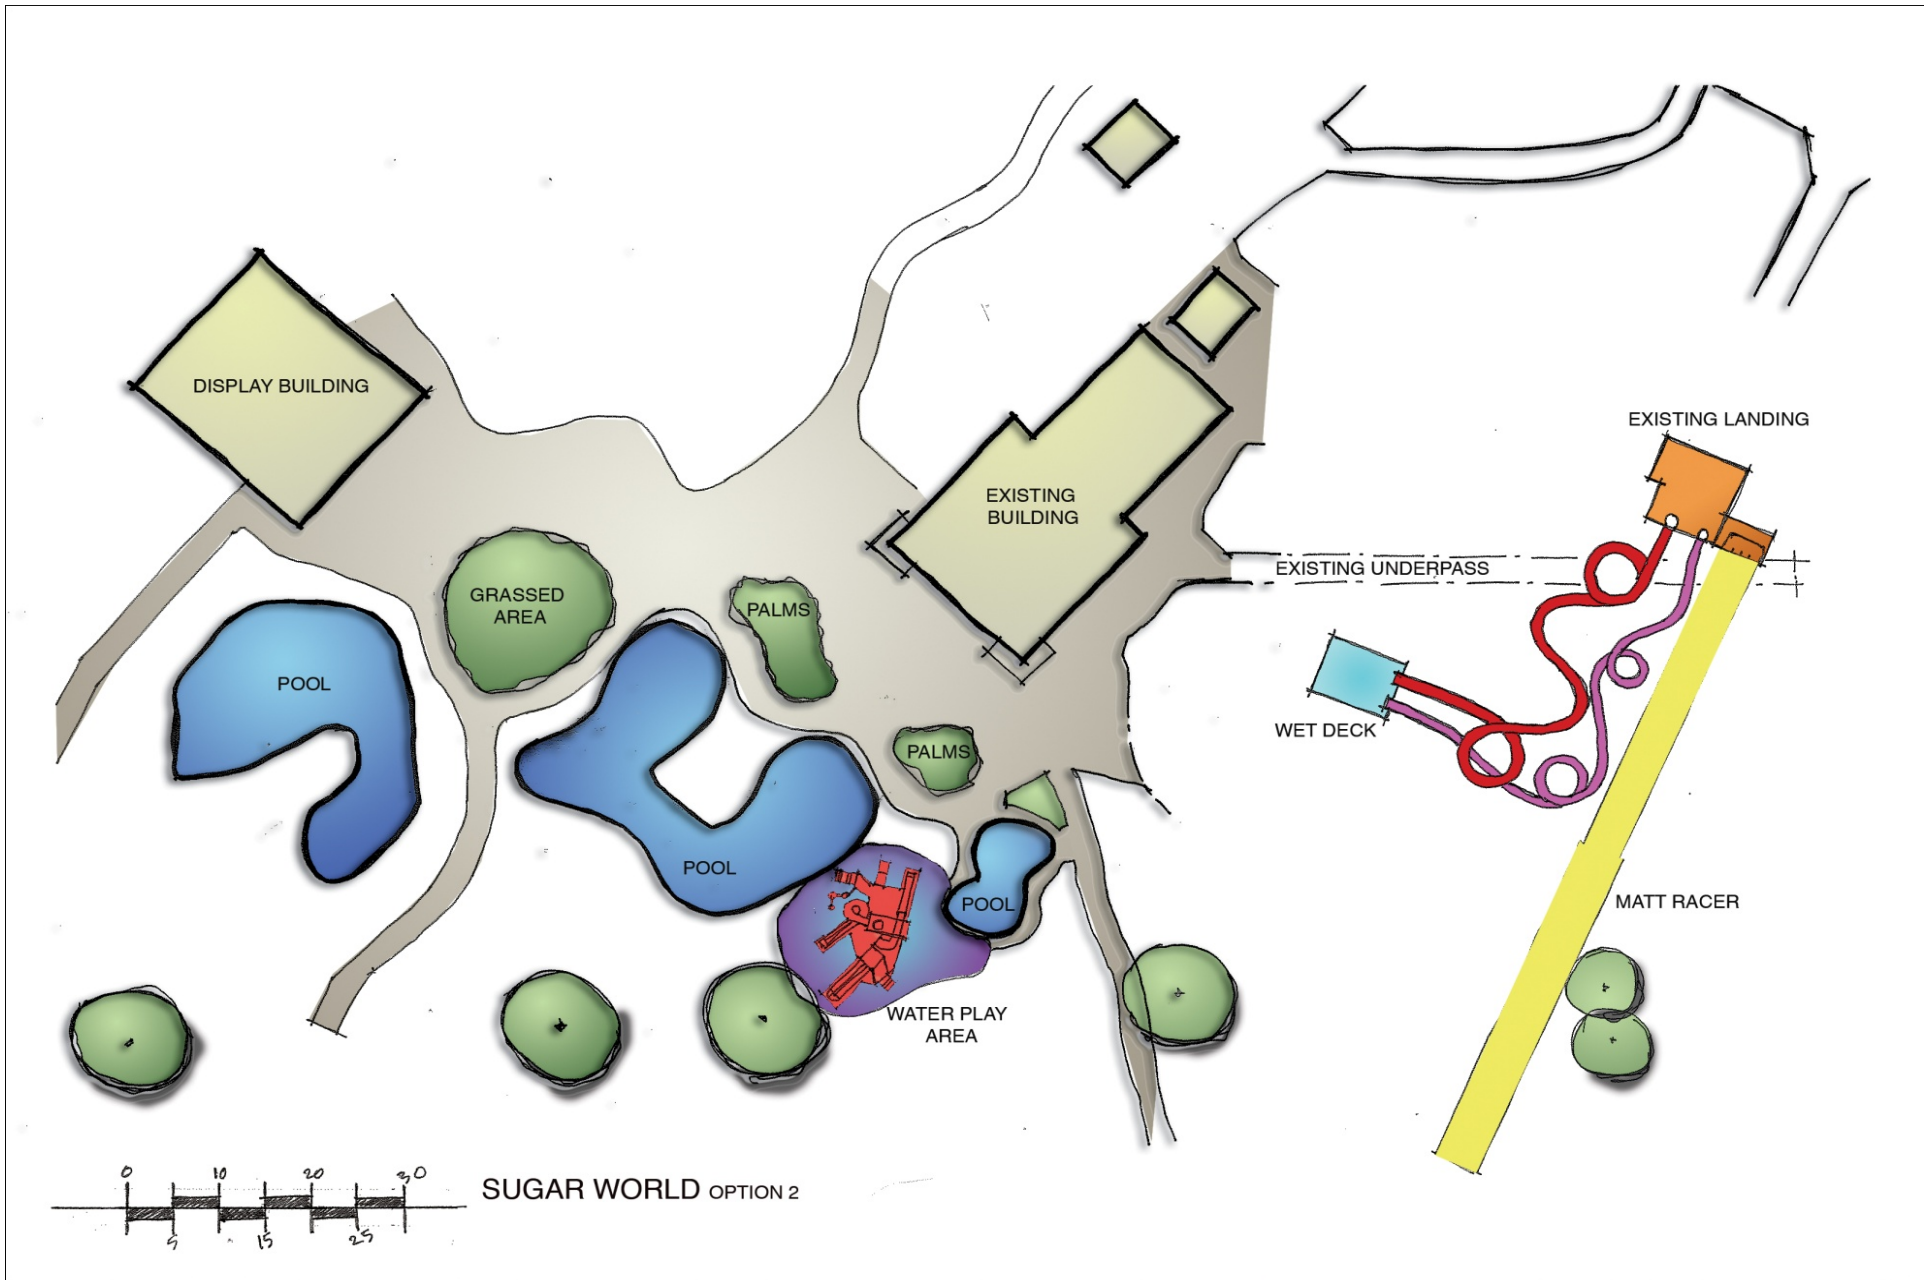 EXISTING LANDING
DISPLAY BUILDING
EXISTING
BUILDING
EXISTING UNDERPASS
GRASSED
AREA
PALMS
POOL
WET DECK
PALMS
POOL
POOL
MATT RACER
WATER PLAY
AREA
0 10 20 30
5 15 25
SUGAR WORLD OPTION 2